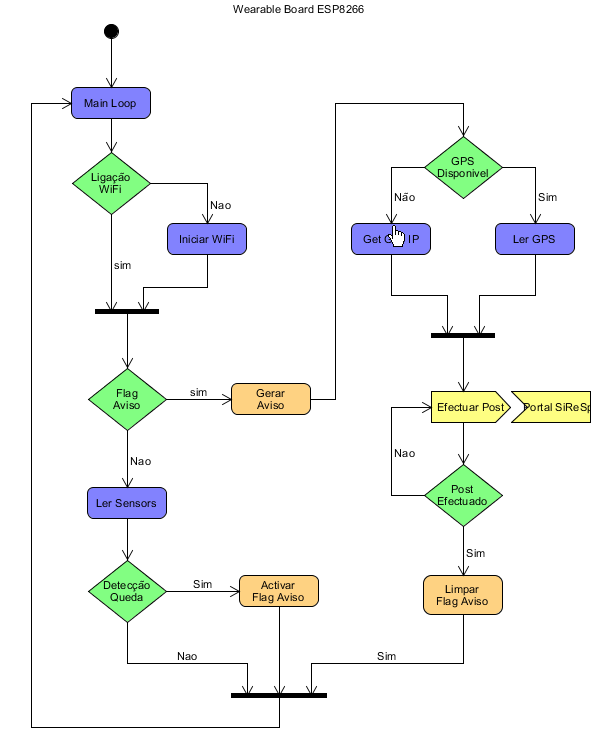 Wearable Board ESP8266
Main Loop
Ligação
WiFi
Nao
Iniciar WiFi
sim
Flag
Aviso
sim
Gerar
Aviso
Nao
Ler Sensors
Detecção
Queda
Sim
Activar
Flag Aviso
Nao
GPS
Disponivel
Não
Sim
Get
IP
Ler GPS
Efectuar Post
Portal SiReSp
Nao
Post
Efectuado
Sim
Limpar
Flag Aviso
Sim